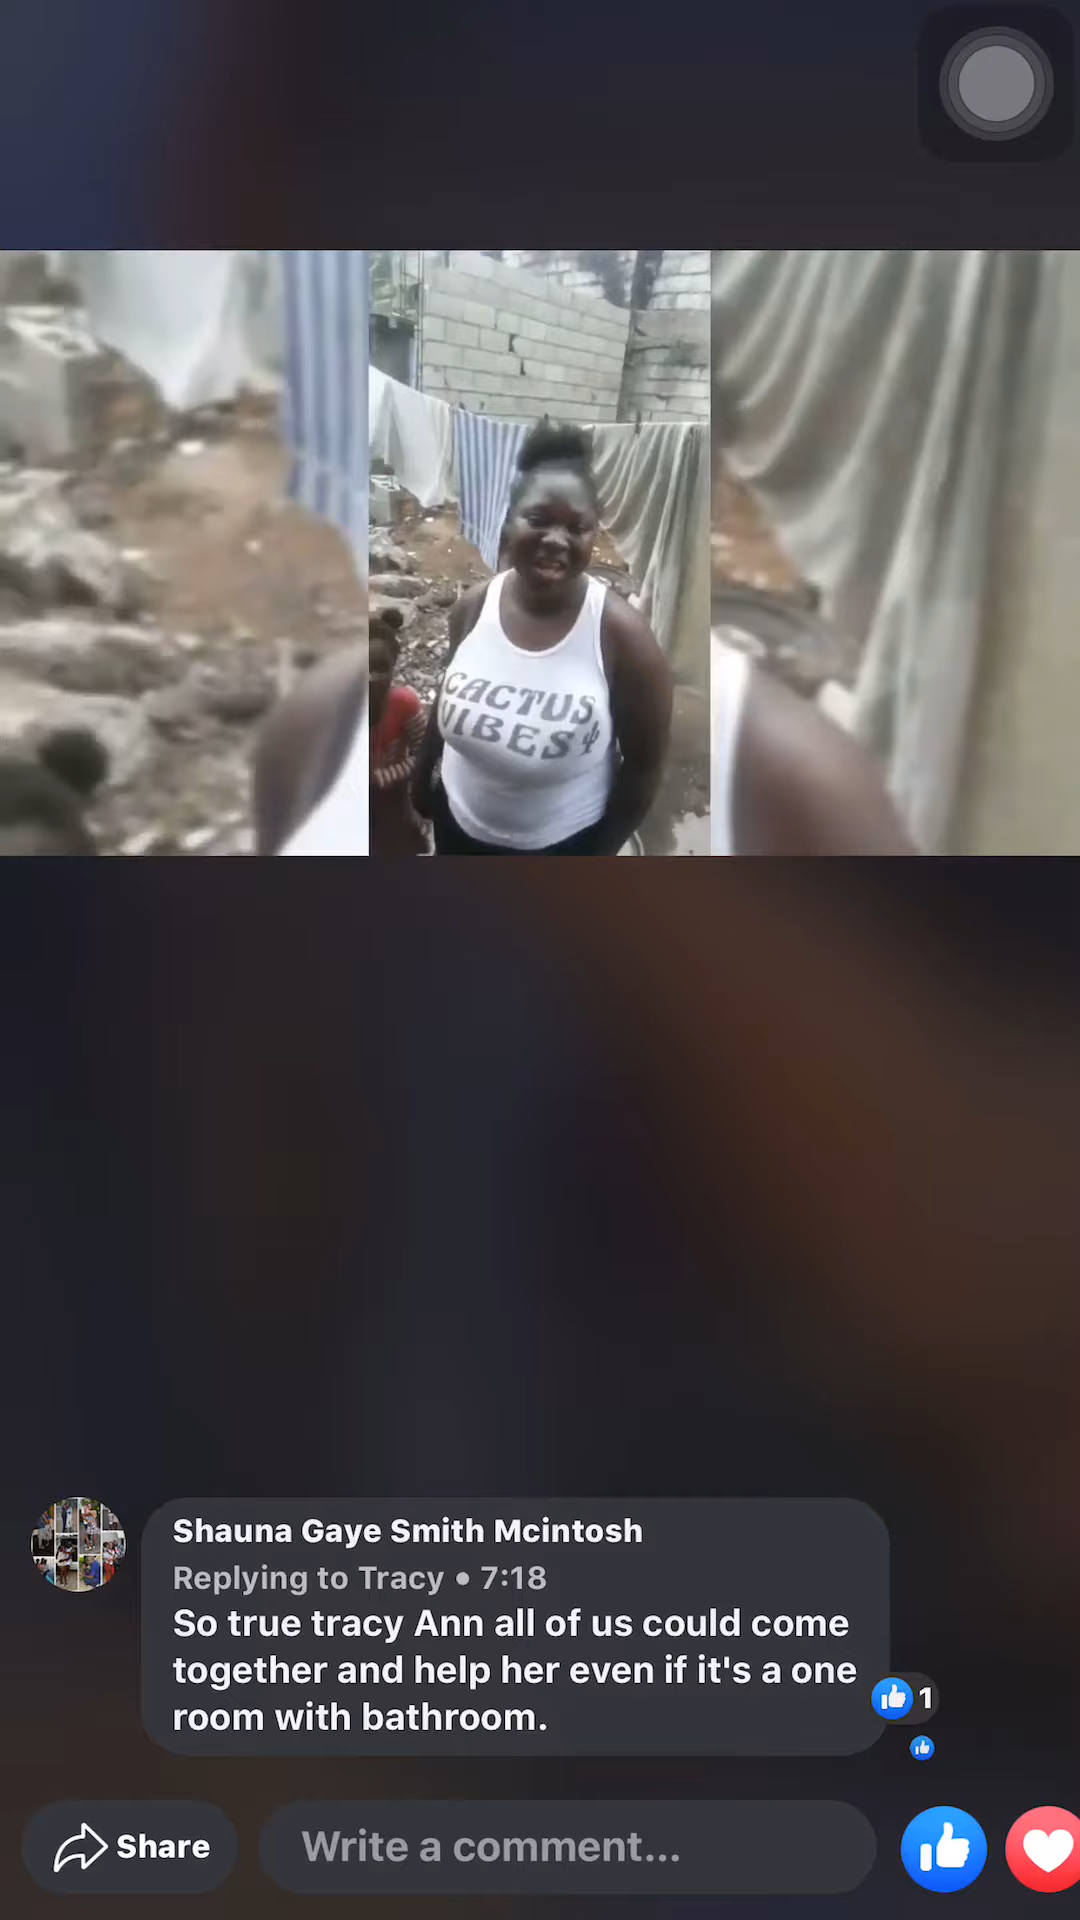 CACTUS
VIBES
Shauna Gaye Smith Mcintosh
Replying to Tracy • 7:18
So true tracy Ann all of us could come
together and help her even if it's a one
room with bathroom.
1
Share
Write a comment...